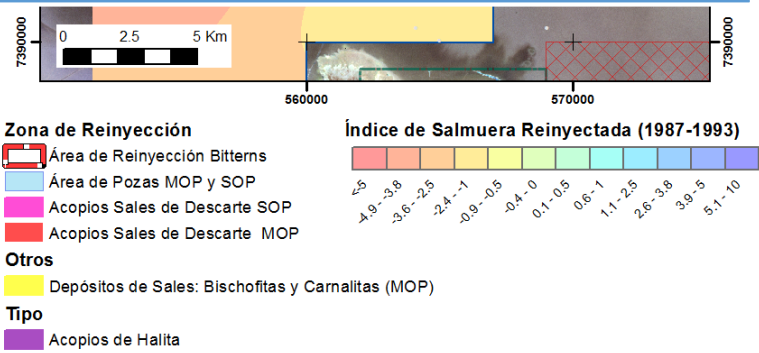 0 2.5 5 Km
7390000
7390000
560000 570000
Zona de Reinyección
Área de Reinyección Bitterns
Área de Pozas MOP y SOP
Acopios Sales de Descarte SOP
Acopios Sales de Descarte MOP
Otros
Depósitos de Sales: Bischofitas y Carnalitas (MOP)
Tipo
Acopios de Halita
Índice de Salmuera Reinyectada (1987-1993)
<-5
-4.9 - -3.8
-3.6 - -2.5
-2.4 - -1
-0.9 - -0.5
-0.4 - 0
0.1 - 0.5
0.6 - 1
1.1 - 2.5
2.6 - 3.8
3.9 - 5
5.1 - 10